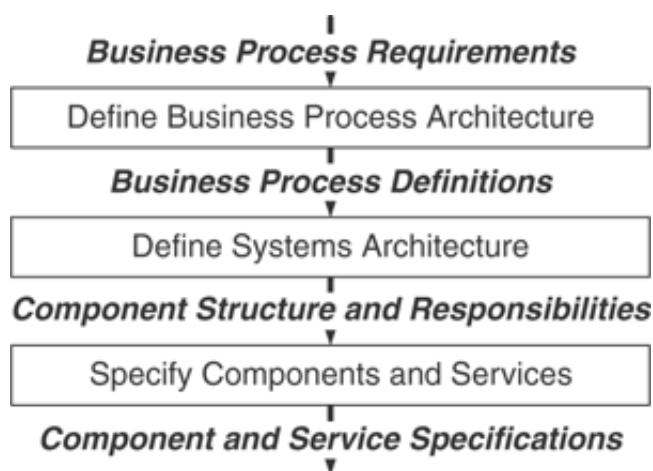 Business Process Requirements
Define Business Process Architecture
Business Process Definitions
Define Systems Architecture
Component Structure and Responsibilities
Specify Components and Services
Component and Service Specifications